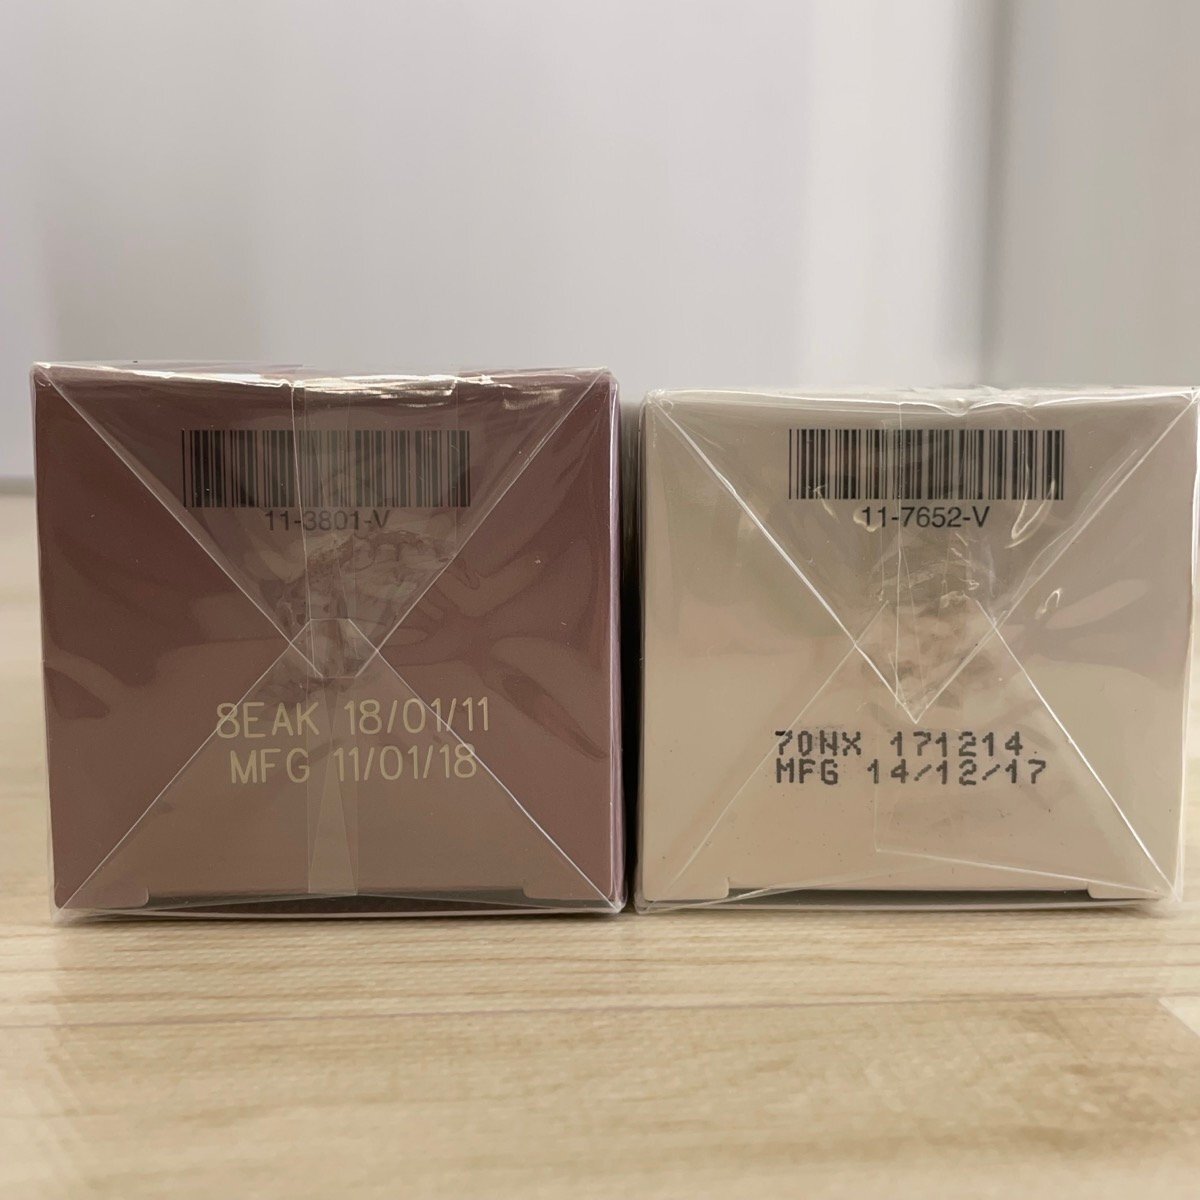 11-3801-V
8EAK 18/01/11
MFG 11/01/18
11-7652-V
70NX 171214
MFG 14/12/17